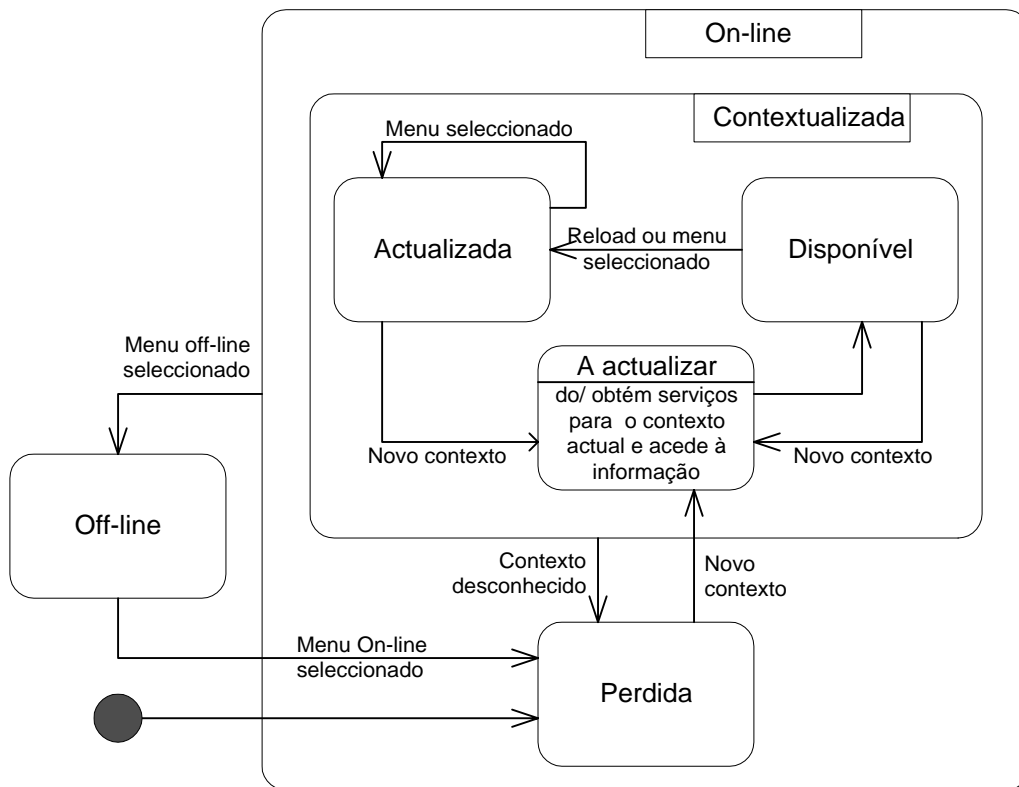 On-line
Contextualizada
Menu seleccionado
Actualizada
Reload ou menu
seleccionado
Disponível
Menu off-line
seleccionado
A actualizar
do/ obtém serviços
para o contexto
actual e acede à
informação
Novo contexto
Novo contexto
Off-line
Contexto
desconhecido
Novo
contexto
Menu On-line
seleccionado
Perdida